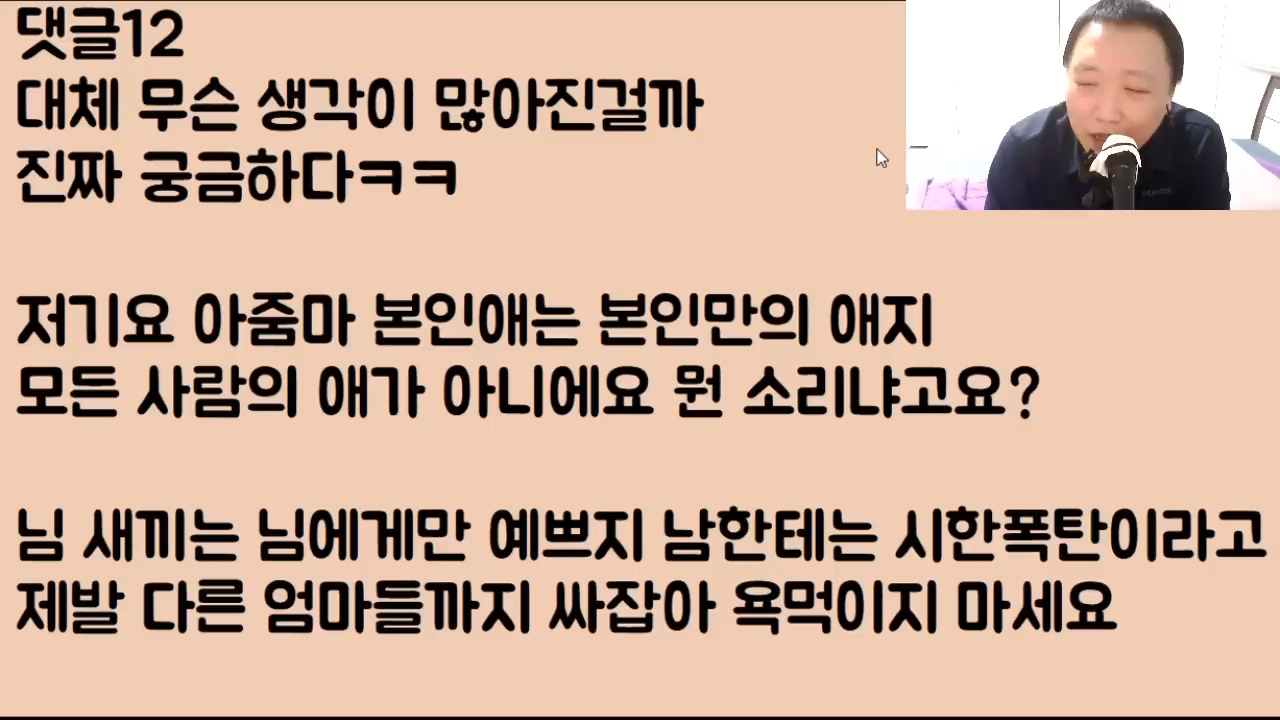 댓글12
대체 무슨 생각이 많아진걸까
진짜 궁금하다ㅋㅋ
저기요 아줌마 본인애는 본인만의 애지
모든 사람의 애가 아니에요 뭔 소리냐고요?
님 새끼는 님에게만 예쁘지 남한테는 시한폭탄이라고
제발 다른 엄마들까지 싸잡아 욕먹이지 마세요